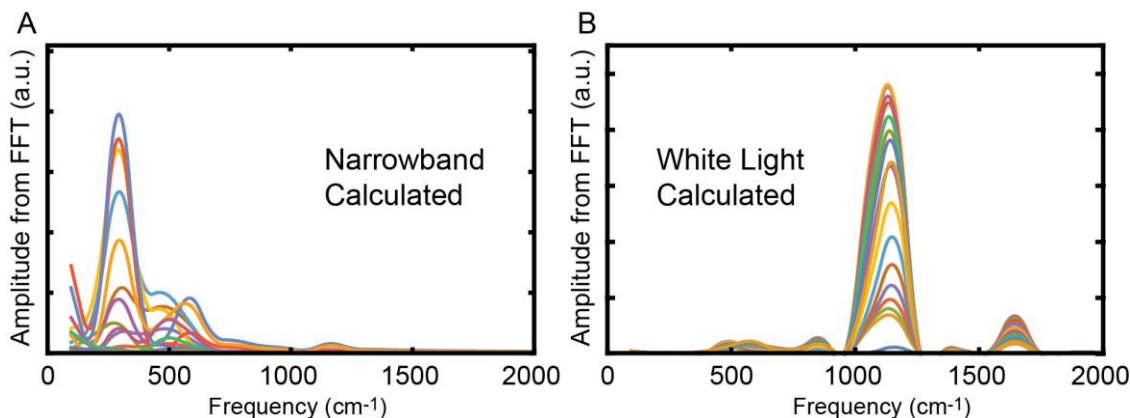 A
B
Amplitude from FFT (a.u.)
Narrowband
Calculated
0 500 1000 1500 2000
Frequency (cm⁻¹)
Amplitude from FFT (a.u.)
White Light
Calculated
0 500 1000 1500 2000
Frequency (cm⁻¹)